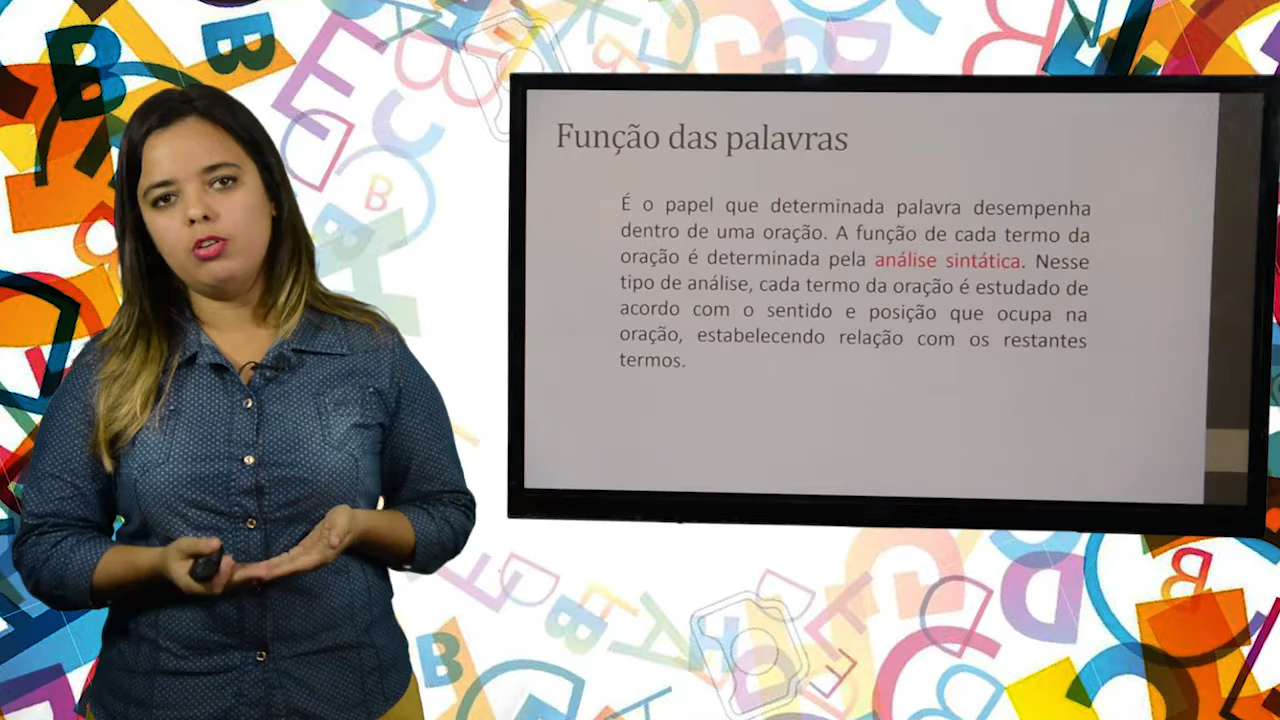 Função das palavras
É o papel que determinada palavra desempenha
dentro de uma oração. A função de cada termo da
oração é determinada pela análise sintática. Nesse
tipo de análise, cada termo da oração é estudado de
acordo com o sentido e posição que ocupa na
oração, estabelecendo relação com os restantes
termos.